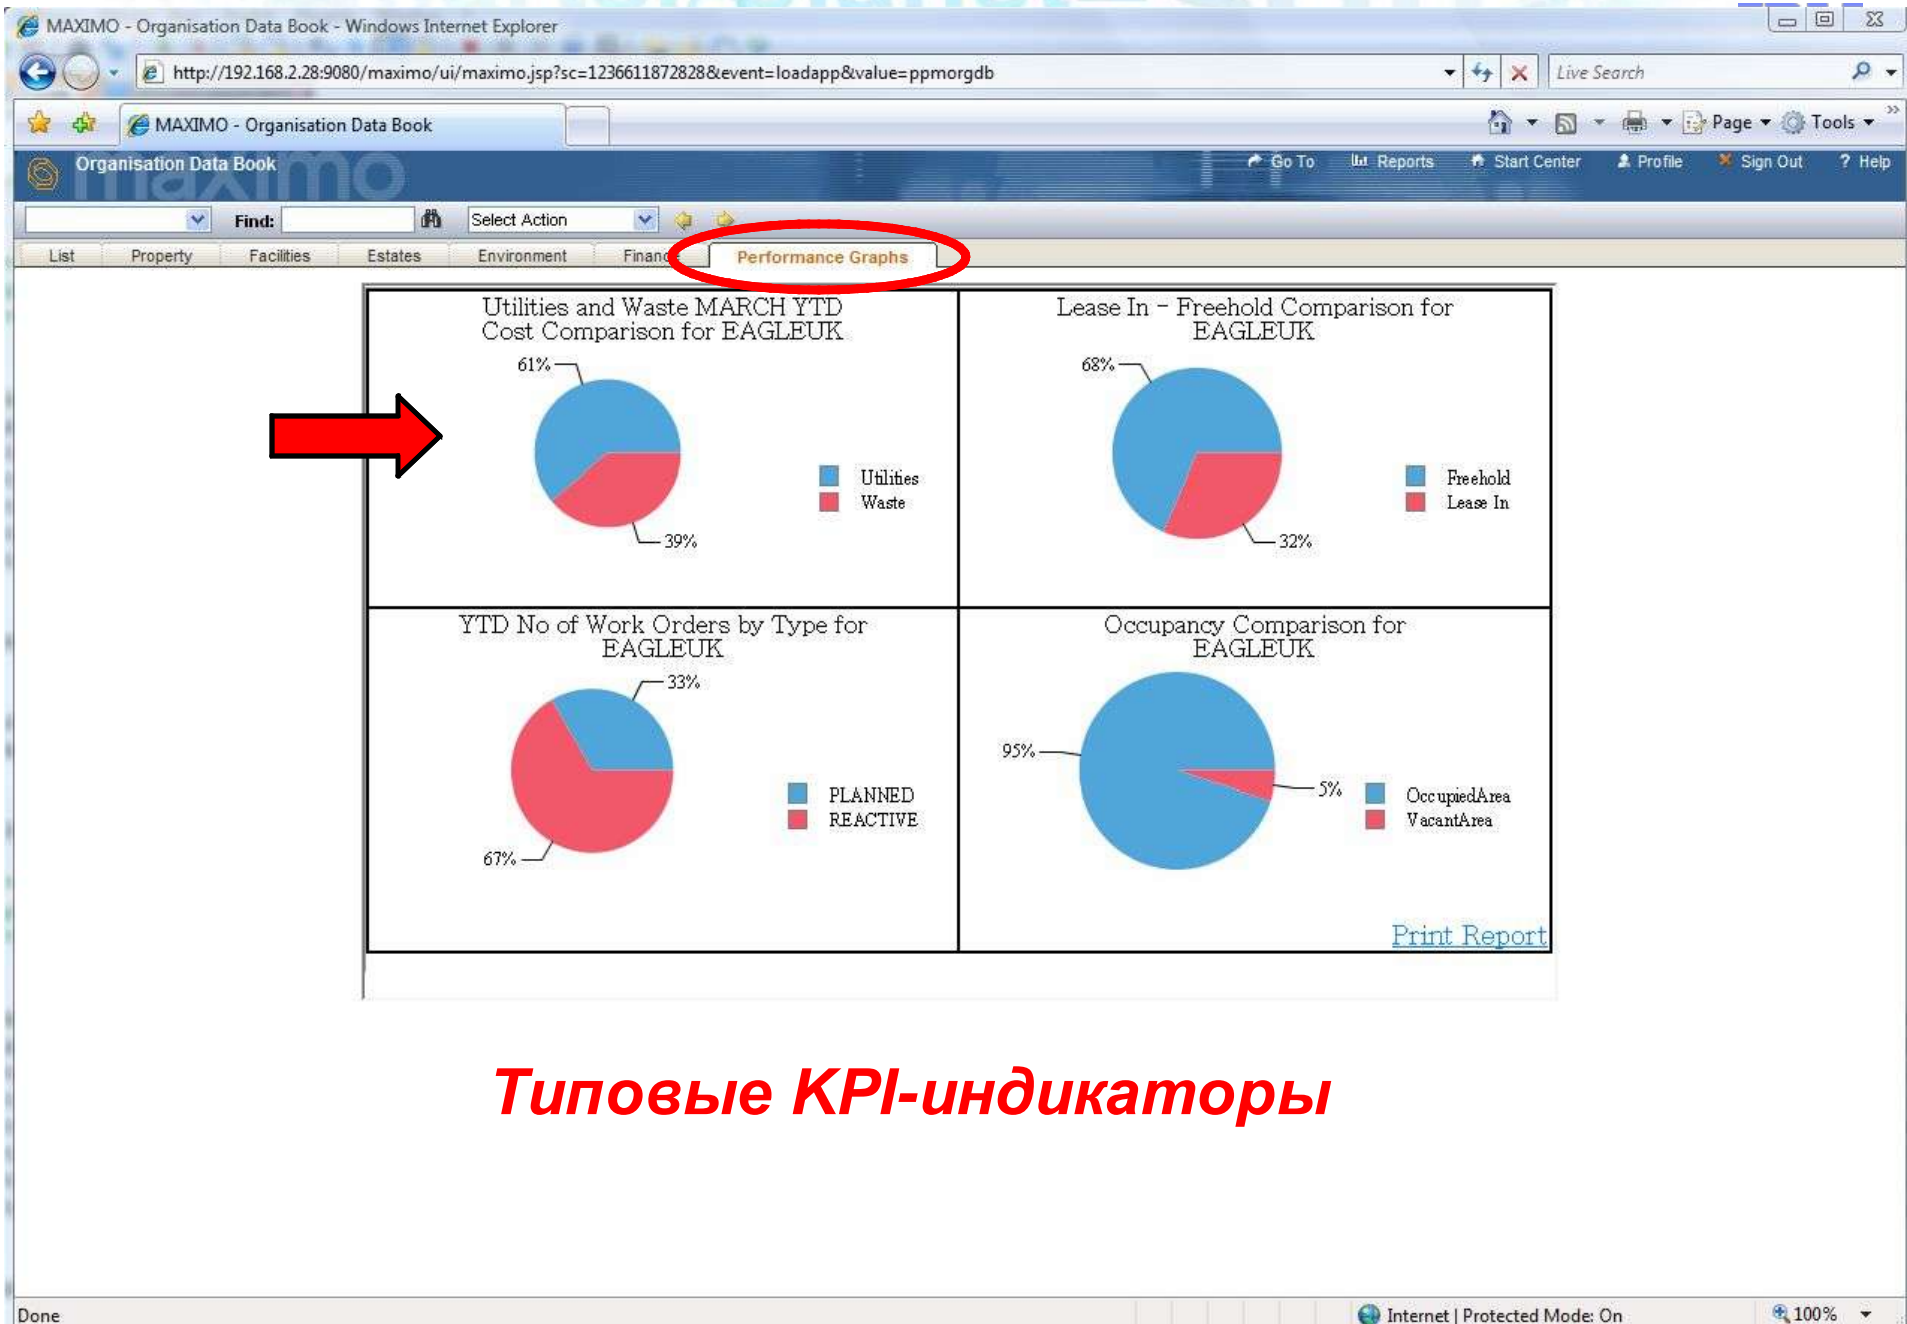 MAXIMO - Organisation Data Book - Windows Internet Explorer
http://192.168.2.28:9080/maximo/ui/maximo.jsp?sc=1236611872828&event=loadapp&value=ppmorgdb
Live Search
MAXIMO - Organisation Data Book
Page
Tools
Organisation Data Book
maximo
Go To
Reports
Start Center
Profile
Sign Out
? Help
Find:
Select Action
List
Property
Facilities
Estates
Environment
Finance
Performance Graphs
Utilities and Waste MARCH YTD
Cost Comparison for EAGLEUK
61%
Utilities
Waste
39%
Lease In - Freehold Comparison for
EAGLEUK
68%
Freehold
Lease In
32%
YTD No of Work Orders by Type for
EAGLEUK
33%
PLANNED
REACTIVE
67%
Occupancy Comparison for
EAGLEUK
95%
5%
OccupiedArea
VacantArea
Print Report
Типовые KPI-индикаторы
Done
Internet | Protected Mode: On
100%